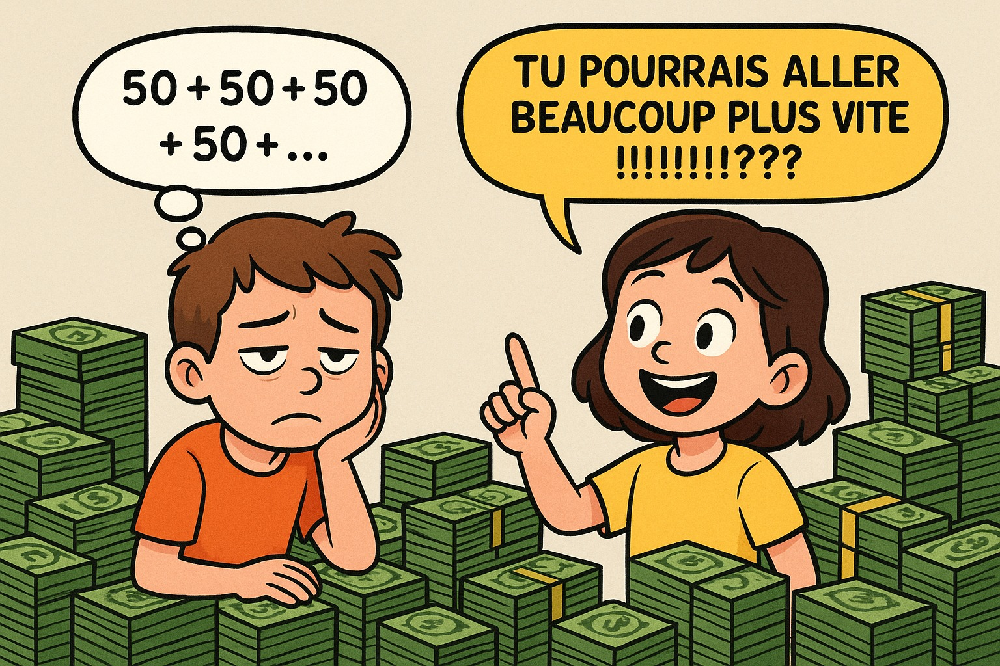 50 + 50 + 50
+ 50 + ...
TU POURRAIS ALLER
BEAUCOUP PLUS VITE
!!!!!!!!???